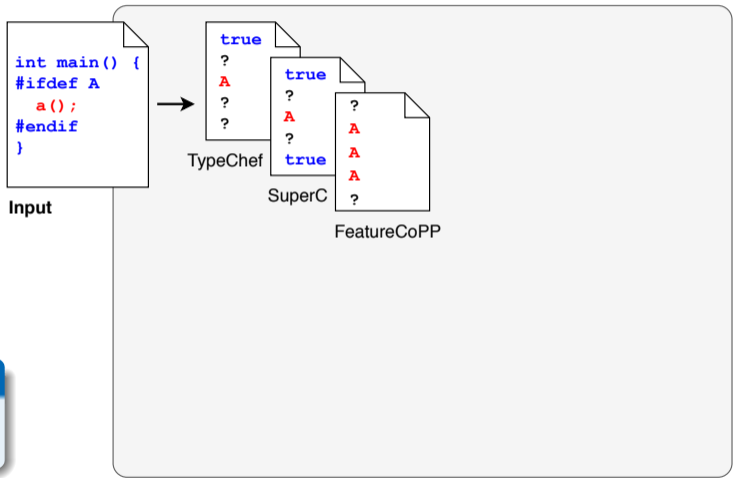 int main() {
#ifdef A
a();
#endif
}
Input
true
?
A
?
?
TypeChef
true
?
A
?
true
SuperC
?
A
A
A
?
FeatureCoPP